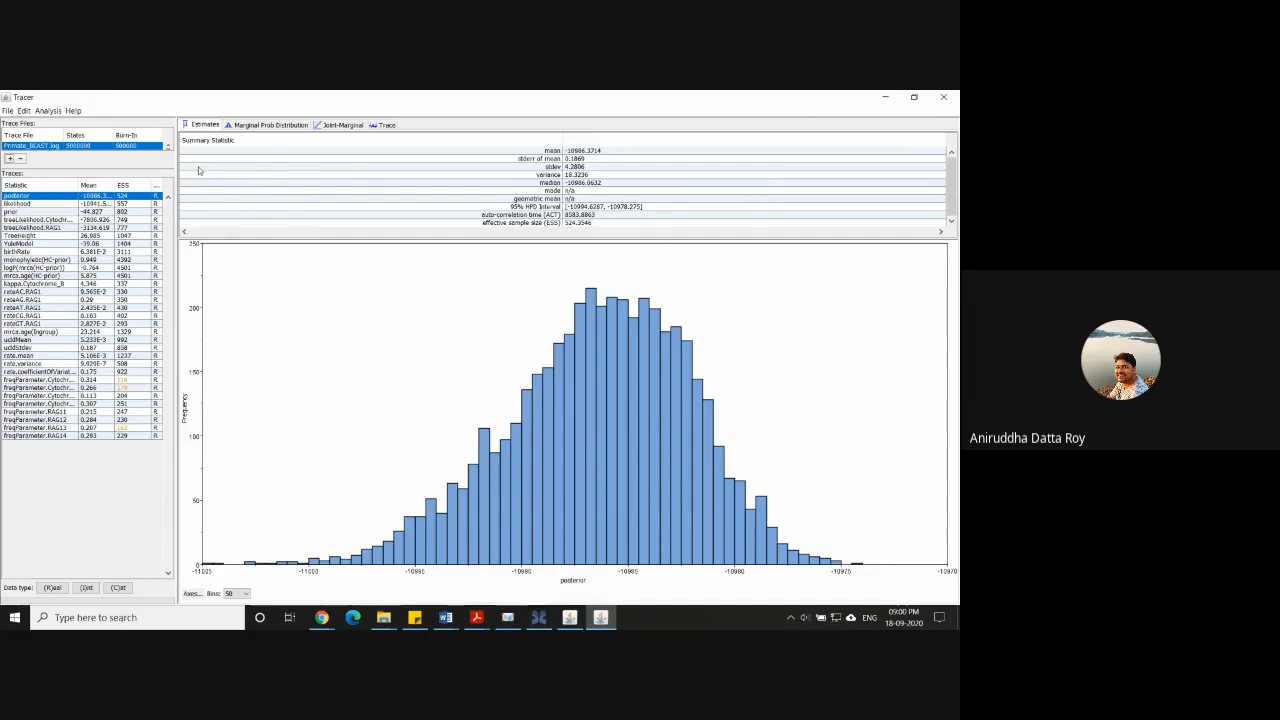 Tracer
File Edit Analysis Help
Trace Files:
Trace File States Burn-In
Primate_BEAST.log 5000000 500000
+ −
Traces:
Statistic Mean ESS ...
posterior -10986.3... 524 R
likelihood -10941.5... 557 R
prior -44.827 802 R
treeLikelihood.Cytochr... -7806.926 749 R
treeLikelihood.RAG1 -3134.619 777 R
TreeHeight 26.985 1047 R
YuleModel -39.06 1404 R
birthRate 6.381E-2 3111 R
monophyletic(HC-prior) 0.949 4392 R
logP(mrca(HC-prior)) -0.764 4501 R
mrca.age(HC-prior) 5.875 4501 R
kappa.Cytochrome_B 4.346 337 R
rateAC.RAG1 9.565E-2 330 R
rateAG.RAG1 0.29 350 R
rateAT.RAG1 2.435E-2 430 R
rateCG.RAG1 0.103 402 R
rateGT.RAG1 2.827E-2 293 R
mrca.age(Ingroup) 23.214 1329 R
ucldMean 5.233E-3 992 R
ucldStdev 0.187 858 R
rate.mean 5.106E-3 1237 R
rate.variance 9.929E-7 508 R
rate.coefficientOfVariat... 0.175 922 R
freqParameter.Cytochr... 0.314 118 R
freqParameter.Cytochr... 0.266 178 R
freqParameter.Cytochr... 0.113 204 R
freqParameter.Cytochr... 0.307 251 R
freqParameter.RAG11 0.215 247 R
freqParameter.RAG12 0.284 230 R
freqParameter.RAG13 0.207 162 R
freqParameter.RAG14 0.293 229 R
Data type: (R)eal (I)nt (C)at
Estimates Marginal Prob Distribution Joint-Marginal Trace
Summary Statistic
mean -10986.3714
stderr of mean 0.1869
stdev 4.2806
variance 18.3236
median -10986.0632
mode n/a
geometric mean n/a
95% HPD Interval [-10994.6287, -10978.275]
auto-correlation time (ACT) 8583.8863
effective sample size (ESS) 524.3546
250
200
150
100
50
0
Frequency
-11005 -11000 -10995 -10990 -10985 -10980 -10975 -10970
posterior
Axes... Bins: 50
Type here to search
ENG
09:00 PM
18-09-2020
Aniruddha Datta Roy